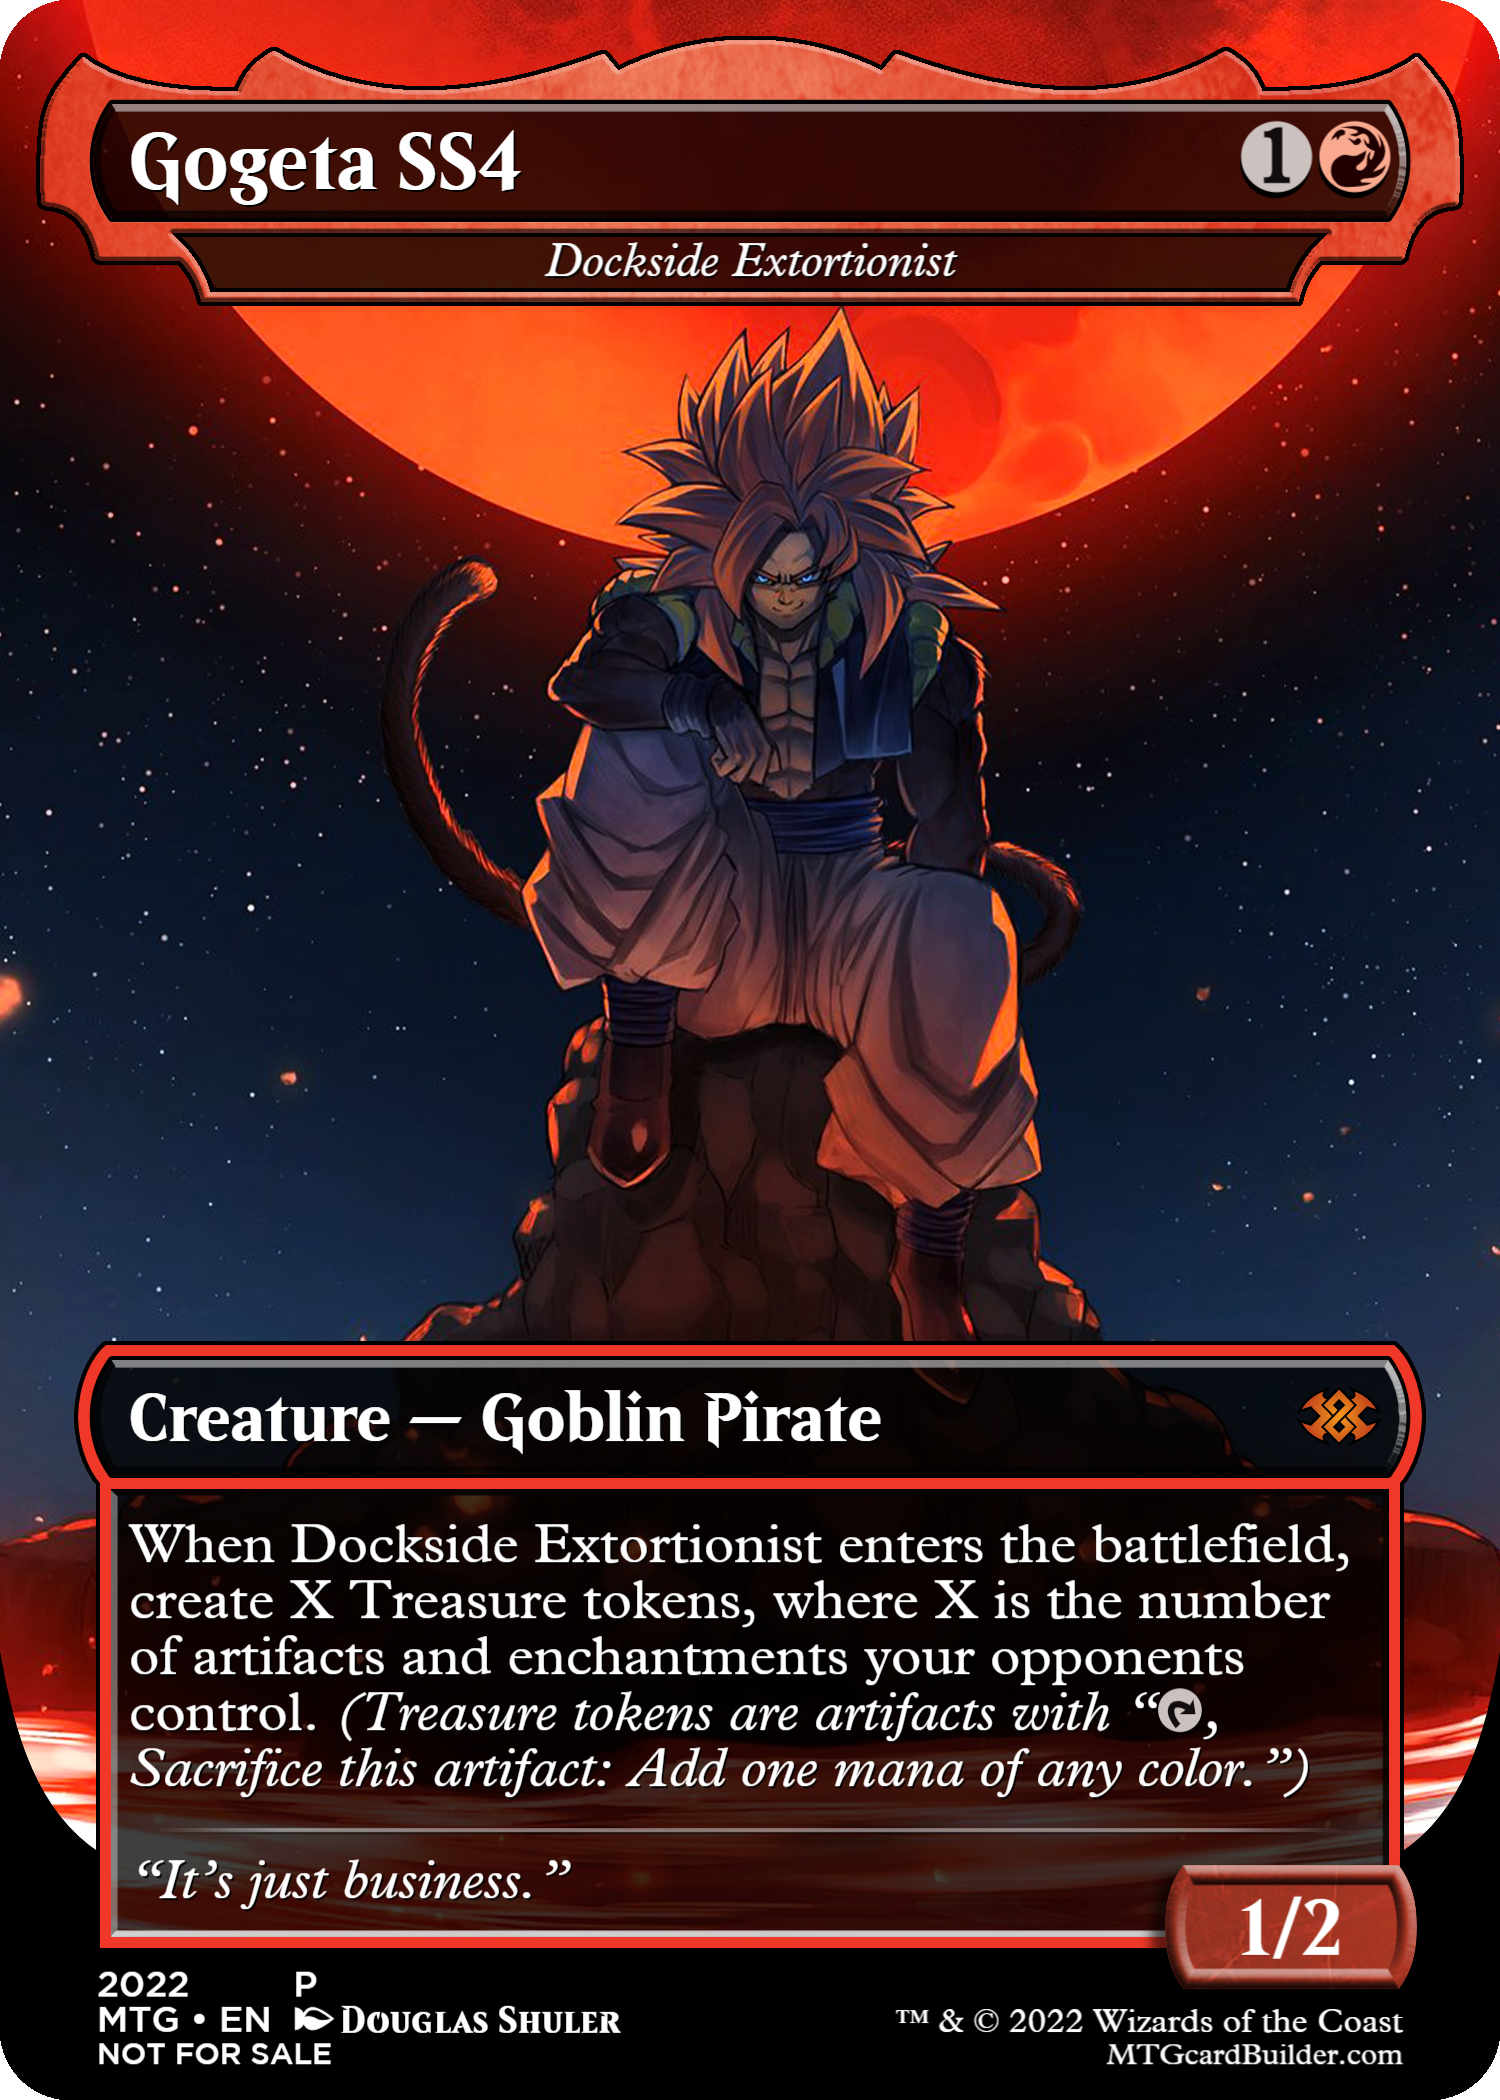 Gogeta SS4 1
Dockside Extortionist
Creature — Goblin Pirate
When Dockside Extortionist enters the battlefield,
create X Treasure tokens, where X is the number
of artifacts and enchantments your opponents
control. (Treasure tokens are artifacts with “,
Sacrifice this artifact: Add one mana of any color.”)
“It’s just business.”
1/2
2022 P
MTG • EN Douglas Shuler
NOT FOR SALE
™ & © 2022 Wizards of the Coast
MTGcardBuilder.com